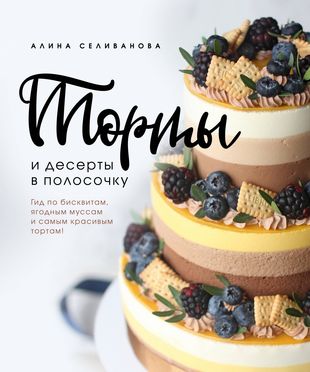 АЛИНА СЕЛИВАНОВА
Торты
и десерты
в полосочку
Гид по бисквитам,
ягодным муссам
и самым красивым
тортам!